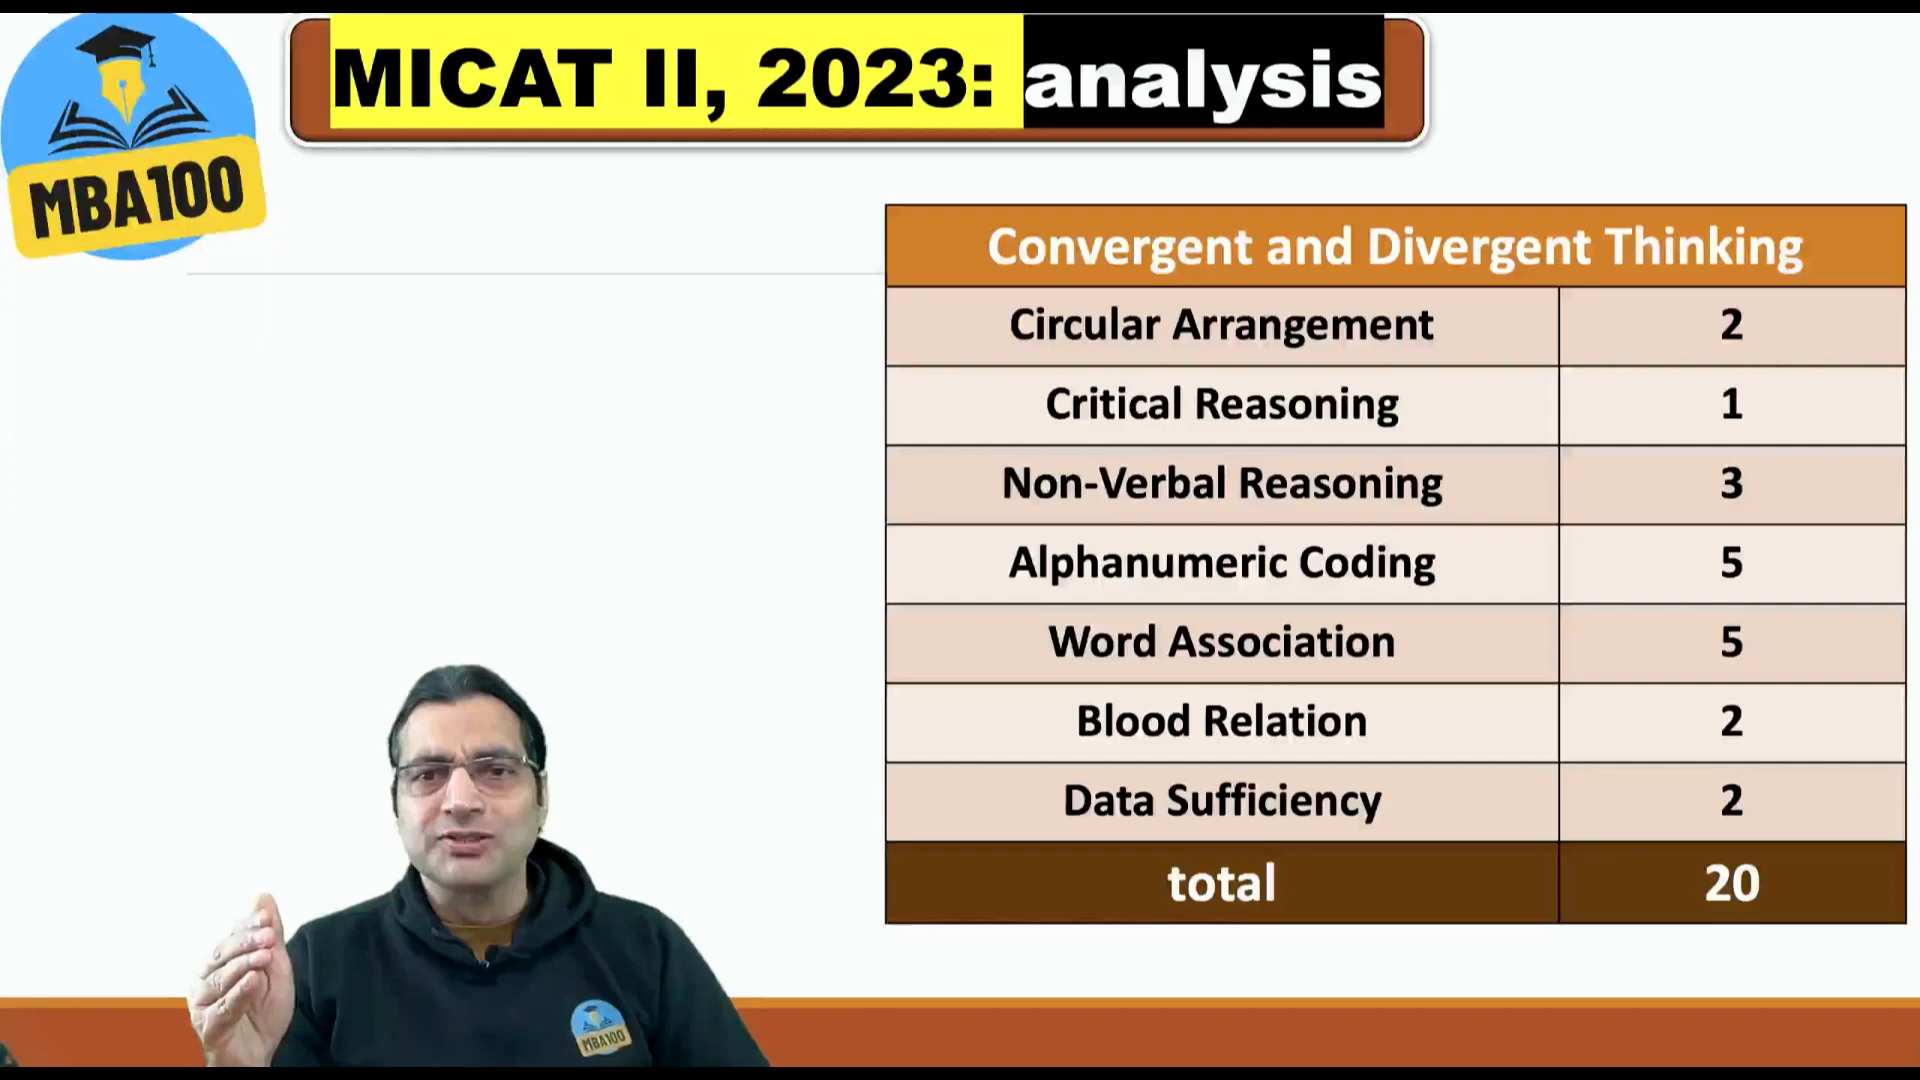 MICAT II, 2023: analysis
MBA100
Convergent and Divergent Thinking
Circular Arrangement 2
Critical Reasoning 1
Non-Verbal Reasoning 3
Alphanumeric Coding 5
Word Association 5
Blood Relation 2
Data Sufficiency 2
total 20
MBA100